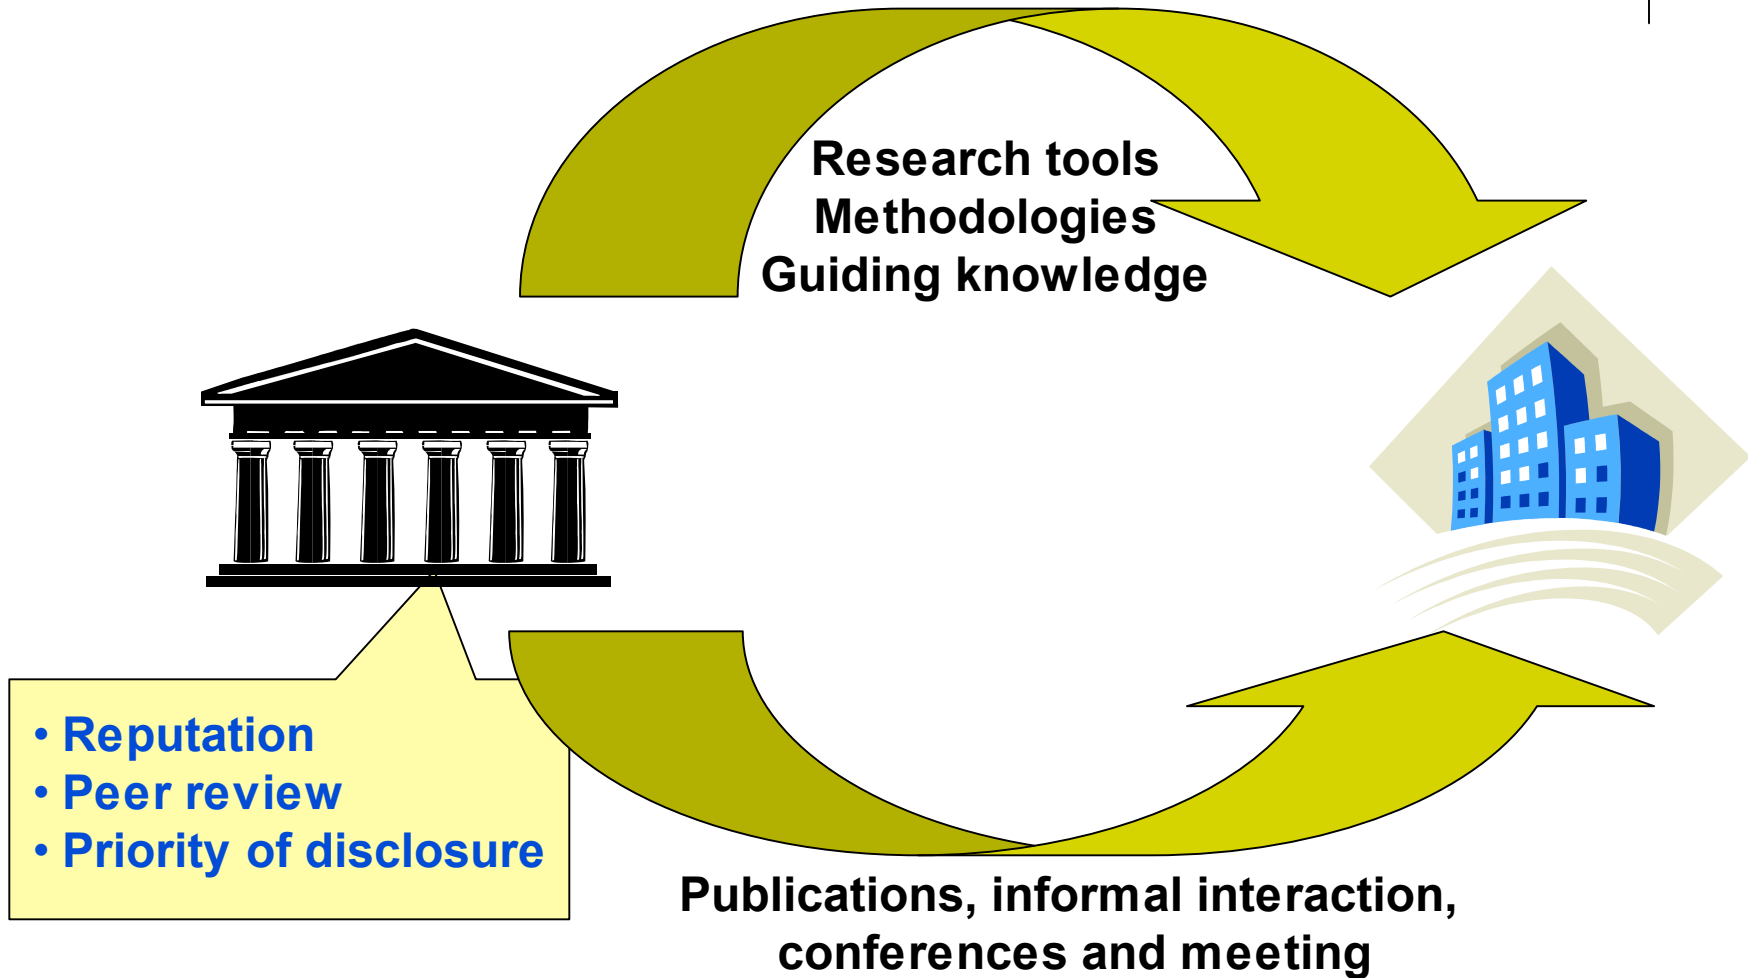 Research tools
Methodologies
Guiding knowledge
• Reputation
• Peer review
• Priority of disclosure
Publications, informal interaction,
conferences and meeting